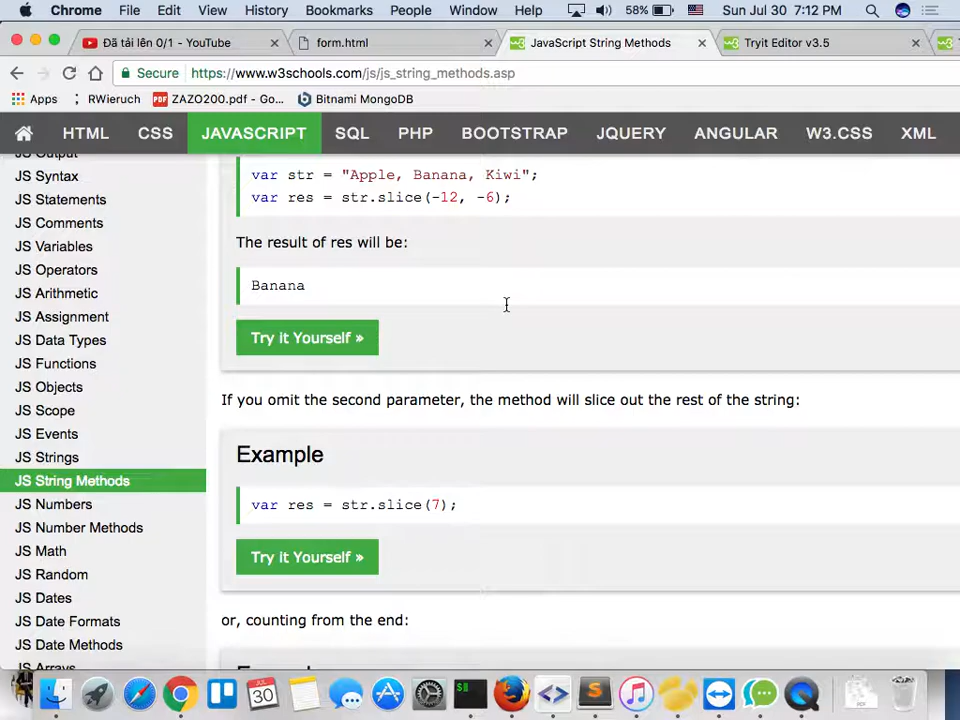 Chrome File Edit View History Bookmarks People Window Help 58% Sun Jul 30 7:12 PM
Đã tải lên 0/1 - YouTube
form.html
JavaScript String Methods
Tryit Editor v3.5
Secure https://www.w3schools.com/js/js_string_methods.asp
Apps RWieruch ZAZO200.pdf - Go... Bitnami MongoDB
HTML CSS JAVASCRIPT SQL PHP BOOTSTRAP JQUERY ANGULAR W3.CSS XML
JS Output
JS Syntax
JS Statements
JS Comments
JS Variables
JS Operators
JS Arithmetic
JS Assignment
JS Data Types
JS Functions
JS Objects
JS Scope
JS Events
JS Strings
JS String Methods
JS Numbers
JS Number Methods
JS Math
JS Random
JS Dates
JS Date Formats
JS Date Methods
JS Arrays
var str = "Apple, Banana, Kiwi";
var res = str.slice(-12, -6);
The result of res will be:
Banana
Try it Yourself »
If you omit the second parameter, the method will slice out the rest of the string:
Example
var res = str.slice(7);
Try it Yourself »
or, counting from the end:
Example
30